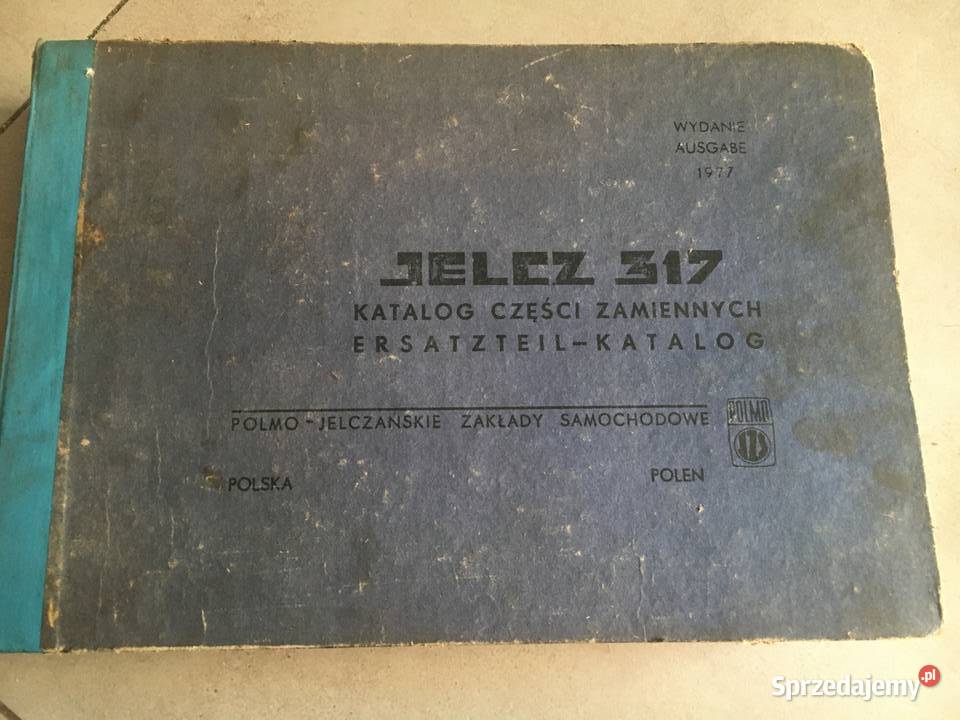 WYDANIE
AUSGABE
1977
JELCZ 317
KATALOG CZĘŚCI ZAMIENNYCH
ERSATZTEIL-KATALOG
POLMO-JELCZAŃSKIE ZAKŁADY SAMOCHODOWE
POLMO
JZS
POLSKA
POLEN
Sprzedajemy.pl